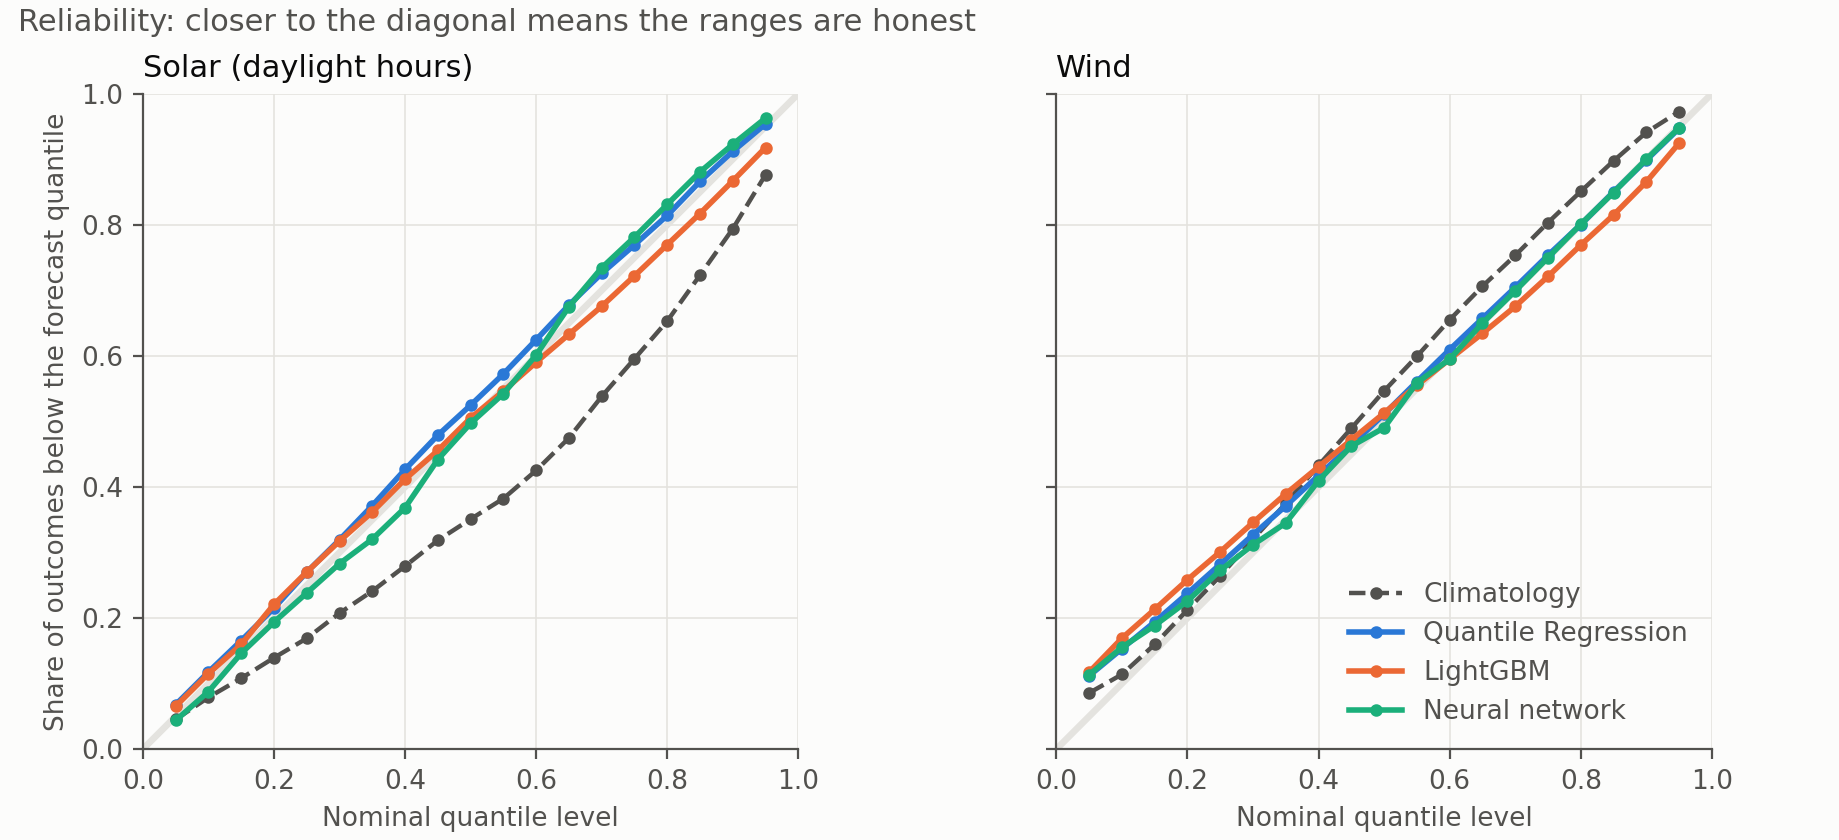 Reliability: closer to the diagonal means the ranges are honest
Solar (daylight hours)
Share of outcomes below the forecast quantile
1.0
0.8
0.6
0.4
0.2
0.0
0.0 0.2 0.4 0.6 0.8 1.0
Nominal quantile level
Wind
Climatology
Quantile Regression
LightGBM
Neural network
0.0 0.2 0.4 0.6 0.8 1.0
Nominal quantile level